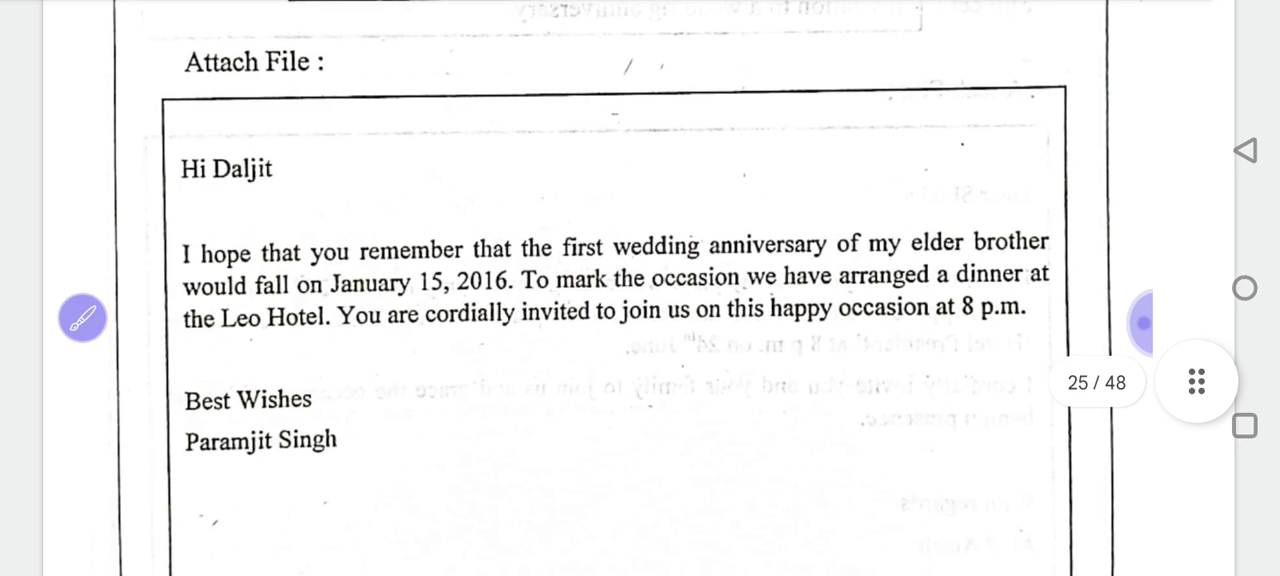 Attach File :
Hi Daljit
I hope that you remember that the first wedding anniversary of my elder brother
would fall on January 15, 2016. To mark the occasion we have arranged a dinner at
the Leo Hotel. You are cordially invited to join us on this happy occasion at 8 p.m.
25 / 48
Best Wishes
Paramjit Singh